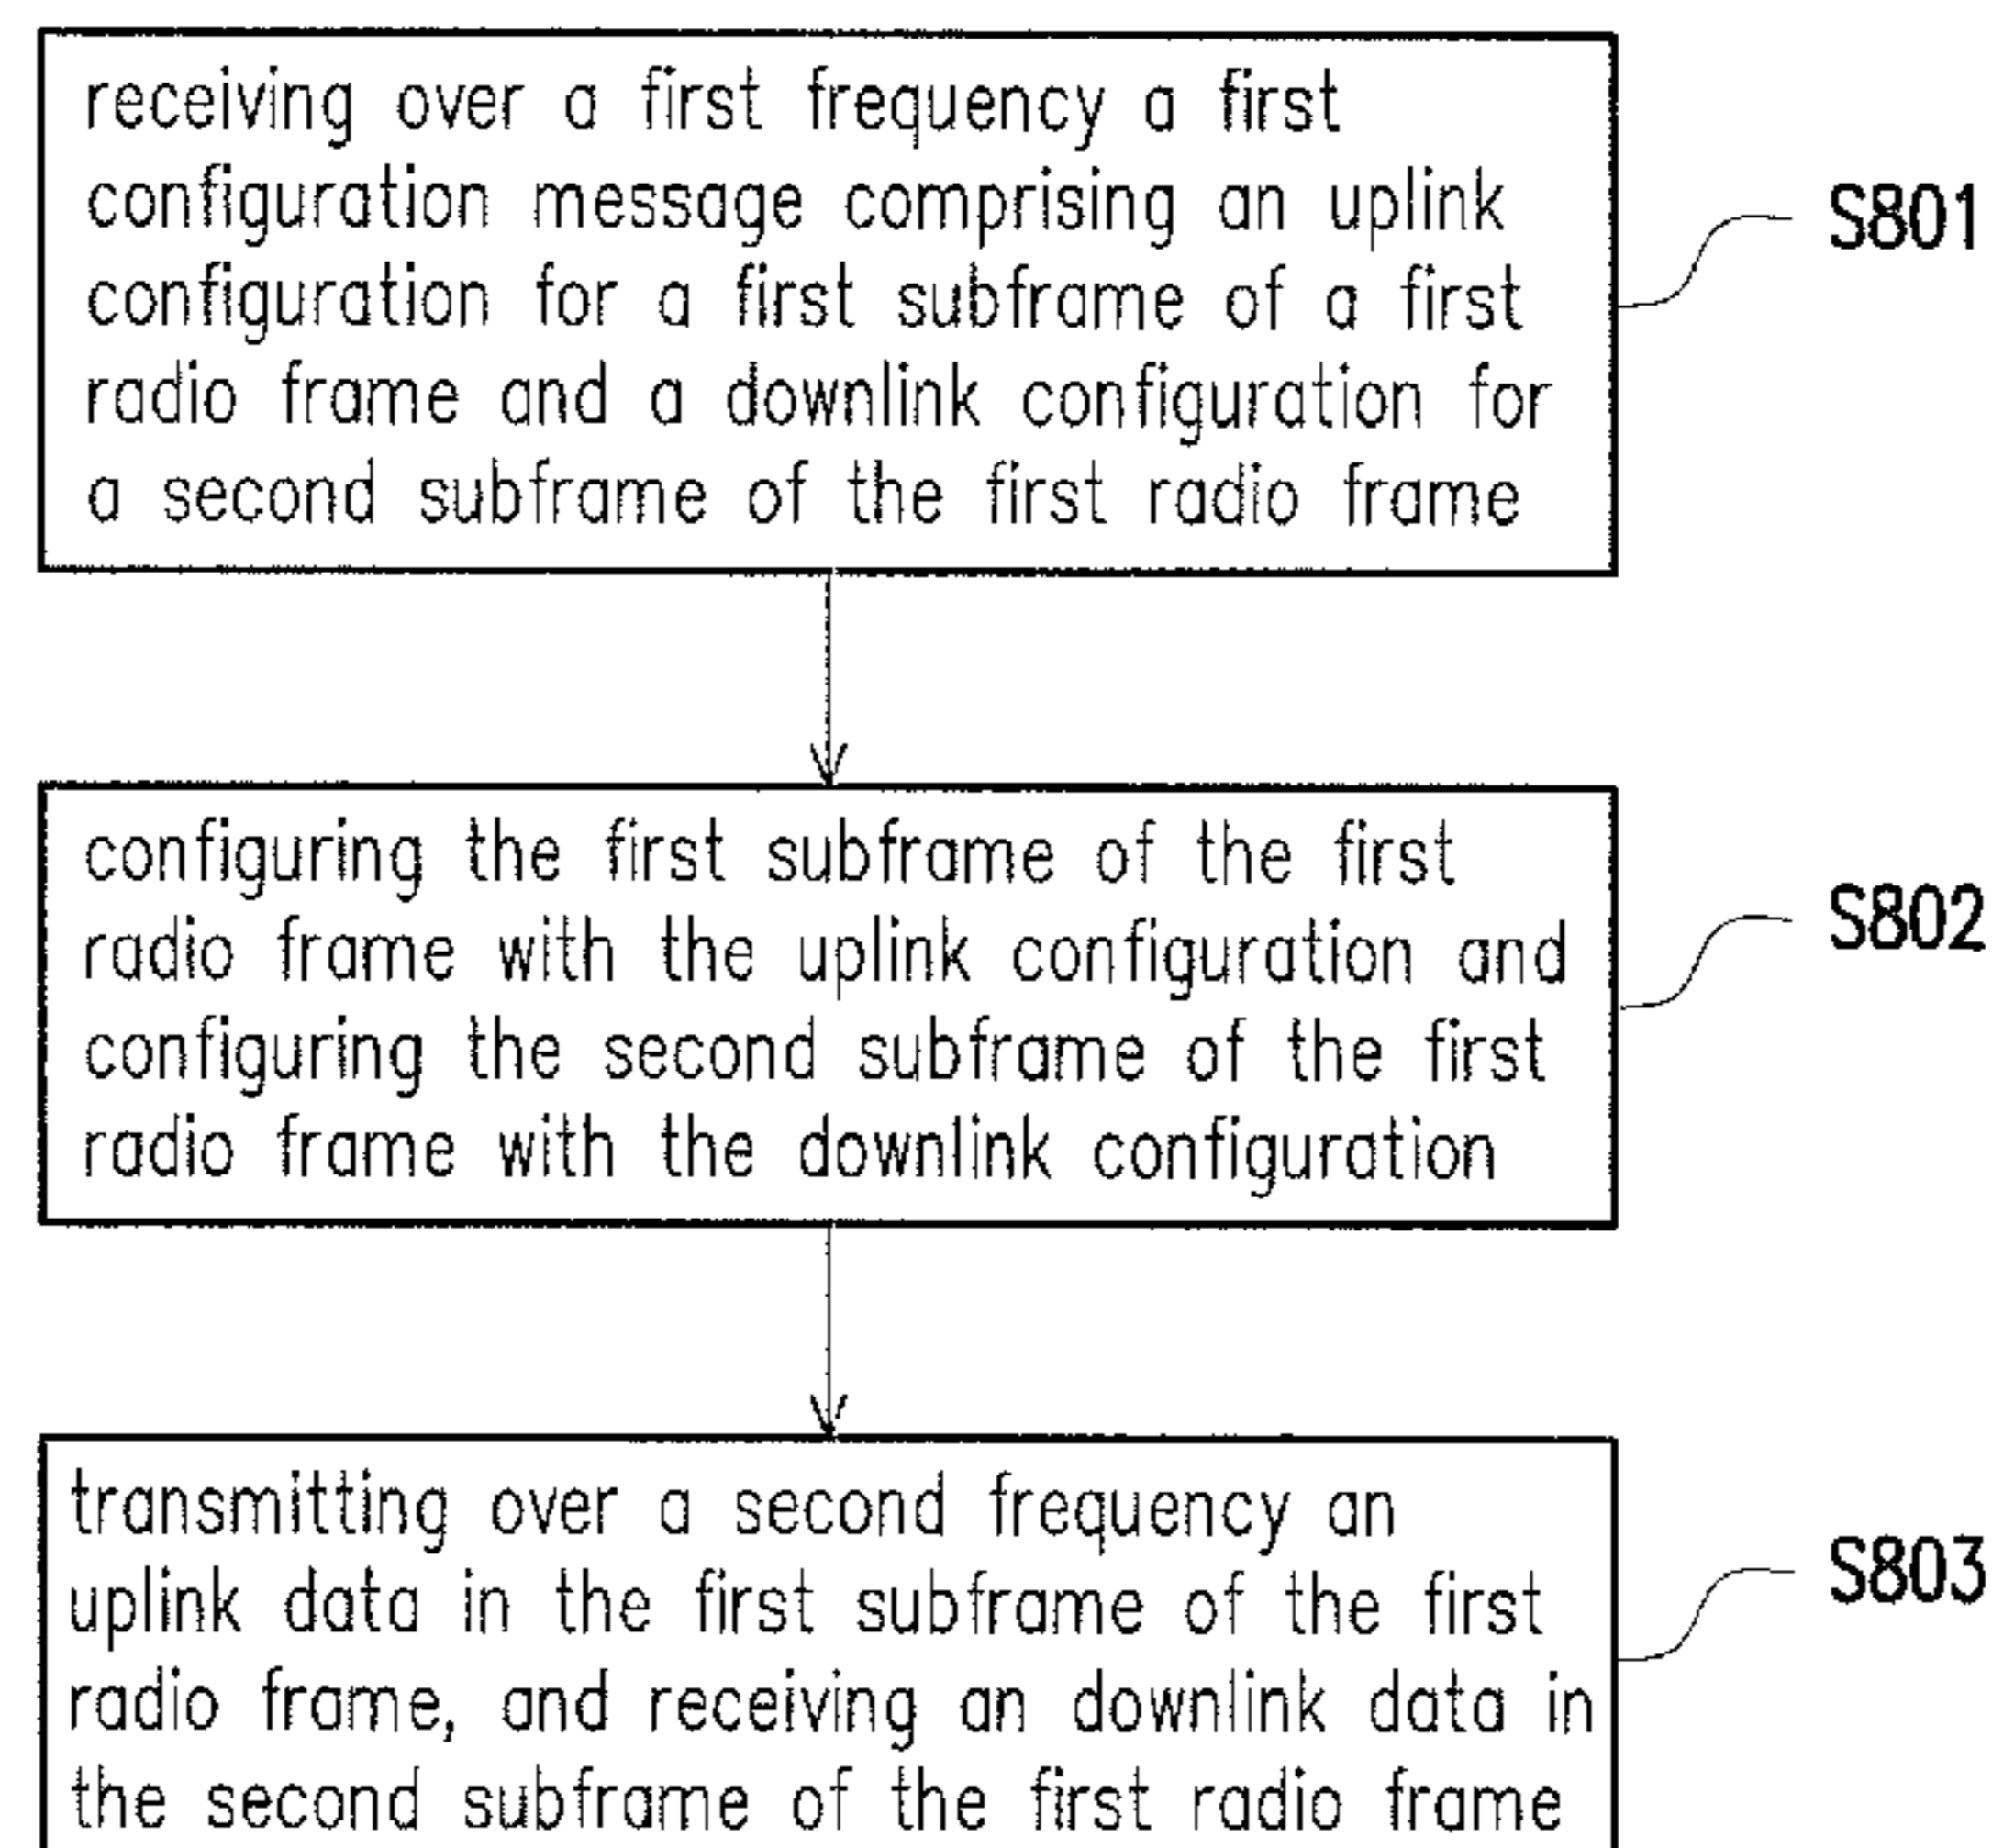 receiving over a first frequency a first
configuration message comprising an uplink
configuration for a first subframe of a first
radio frame and a downlink configuration for
a second subframe of the first radio frame
S801
configuring the first subframe of the first
radio frame with the uplink configuration and
configuring the second subframe of the first
radio frame with the downlink configuration
S802
transmitting over a second frequency an
uplink data in the first subframe of the first
radio frame, and receiving an downlink data in
the second subframe of the first radio frame
S803